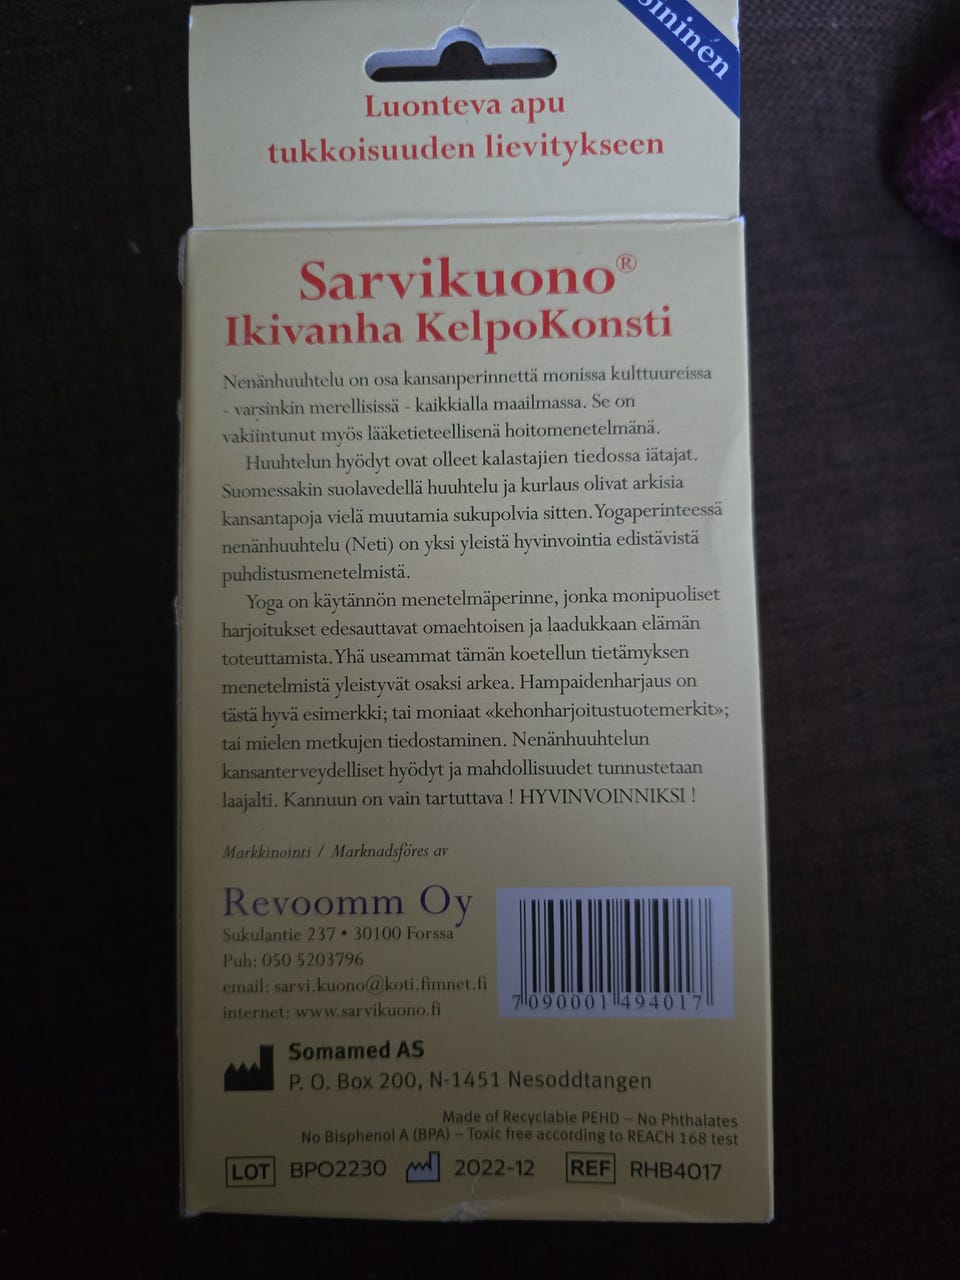 Luonteva apu
tukkoisuuden lievitykseen
Sarvikuono®
Ikivanha KelpoKonsti
Nenänhuuhtelu on osa kansanperinnettä monissa kulttuureissa
- varsinkin merellisissä - kaikkialla maailmassa. Se on
vakiintunut myös lääketieteellisenä hoitomenetelmänä.
Huuhtelun hyödyt ovat olleet kalastajien tiedossa iätajat.
Suomessakin suolavedellä huuhtelu ja kurlaus olivat arkisia
kansantapoja vielä muutamia sukupolvia sitten. Yogaperinteessä
nenänhuuhtelu (Neti) on yksi yleistä hyvinvointia edistävistä
puhdistusmenetelmistä.
Yoga on käytännön menetelmäperinne, jonka monipuoliset
harjoitukset edesauttavat omaehtoisen ja laadukkaan elämän
toteuttamista. Yhä useammat tämän koetellun tietämyksen
menetelmistä yleistyvät osaksi arkea. Hampaidenharjaus on
tästä hyvä esimerkki; tai moniaat «kehonharjoitustuotemerkit»;
tai mielen metkujen tiedostaminen. Nenänhuuhtelun
kansanterveydelliset hyödyt ja mahdollisuudet tunnustetaan
laajalti. Kannuun on vain tartuttava ! HYVINVOINNIKSI !
Markkinointi / Marknadsföres av
Revoomm Oy
Sukulantie 237 • 30100 Forssa
Puh: 050 5203796
email: sarvi.kuono@koti.fimnet.fi
internet: www.sarvikuono.fi
7 090001 494017
Somamed AS
P. O. Box 200, N-1451 Nesoddtangen
Made of Recyclable PEHD – No Phthalates
No Bisphenol A (BPA) – Toxic free according to REACH 168 test
LOT BPO2230 2022-12 REF RHB4017